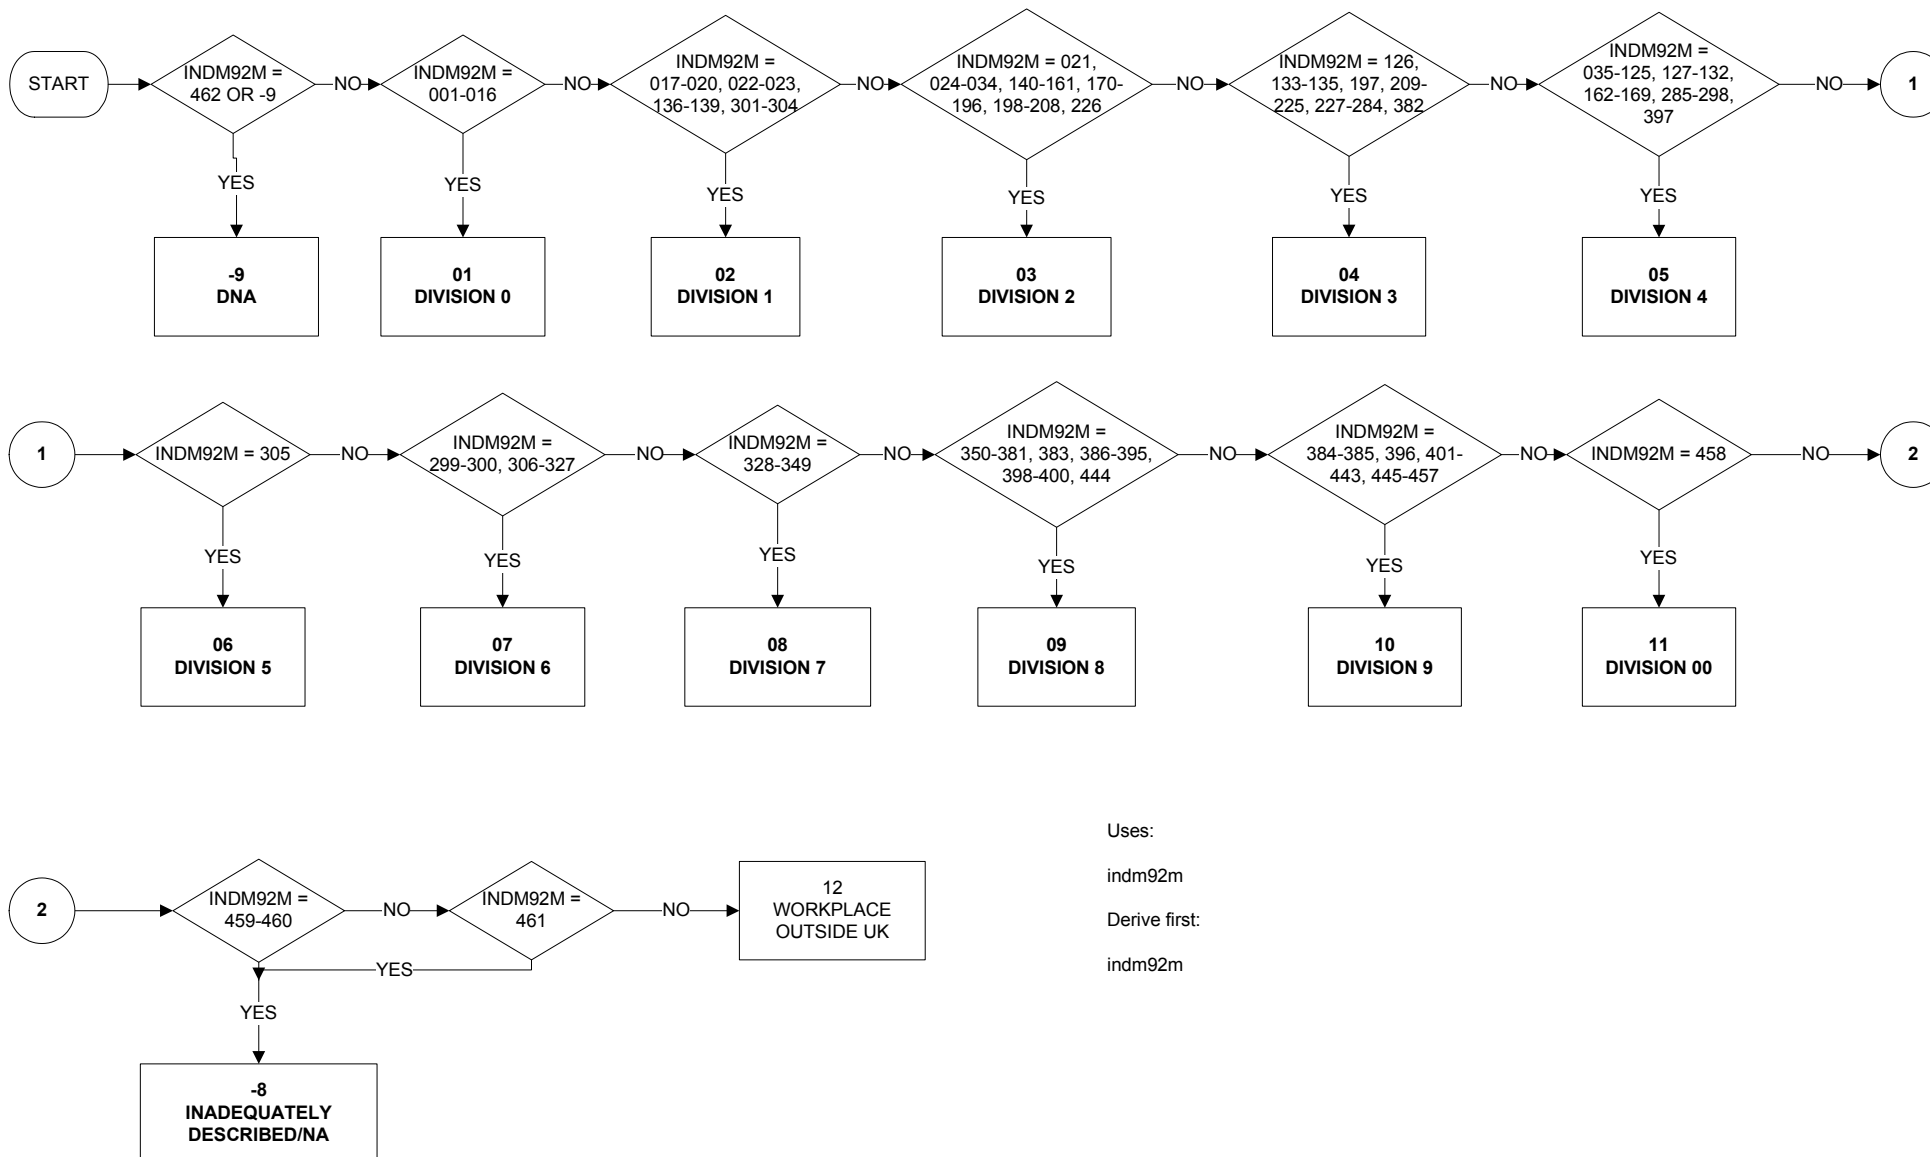 START
INDM92M =
462 OR -9
NO
INDM92M =
001-016
NO
INDM92M =
017-020, 022-023,
136-139, 301-304
NO
INDM92M = 021,
024-034, 140-161, 170-
196, 198-208, 226
NO
INDM92M = 126,
133-135, 197, 209-
225, 227-284, 382
NO
INDM92M =
035-125, 127-132,
162-169, 285-298,
397
NO
1
YES
YES
YES
YES
YES
YES
-9
DNA
01
DIVISION 0
02
DIVISION 1
03
DIVISION 2
04
DIVISION 3
05
DIVISION 4
1
INDM92M = 305
NO
INDM92M =
299-300, 306-327
NO
INDM92M =
328-349
NO
INDM92M =
350-381, 383, 386-395,
398-400, 444
NO
INDM92M =
384-385, 396, 401-
443, 445-457
NO
INDM92M = 458
NO
2
YES
YES
YES
YES
YES
YES
06
DIVISION 5
07
DIVISION 6
08
DIVISION 7
09
DIVISION 8
10
DIVISION 9
11
DIVISION 00
2
INDM92M =
459-460
NO
INDM92M =
461
NO
12
WORKPLACE
OUTSIDE UK
YES
YES
-8
INADEQUATELY
DESCRIBED/NA
Uses:
indm92m
Derive first:
indm92m